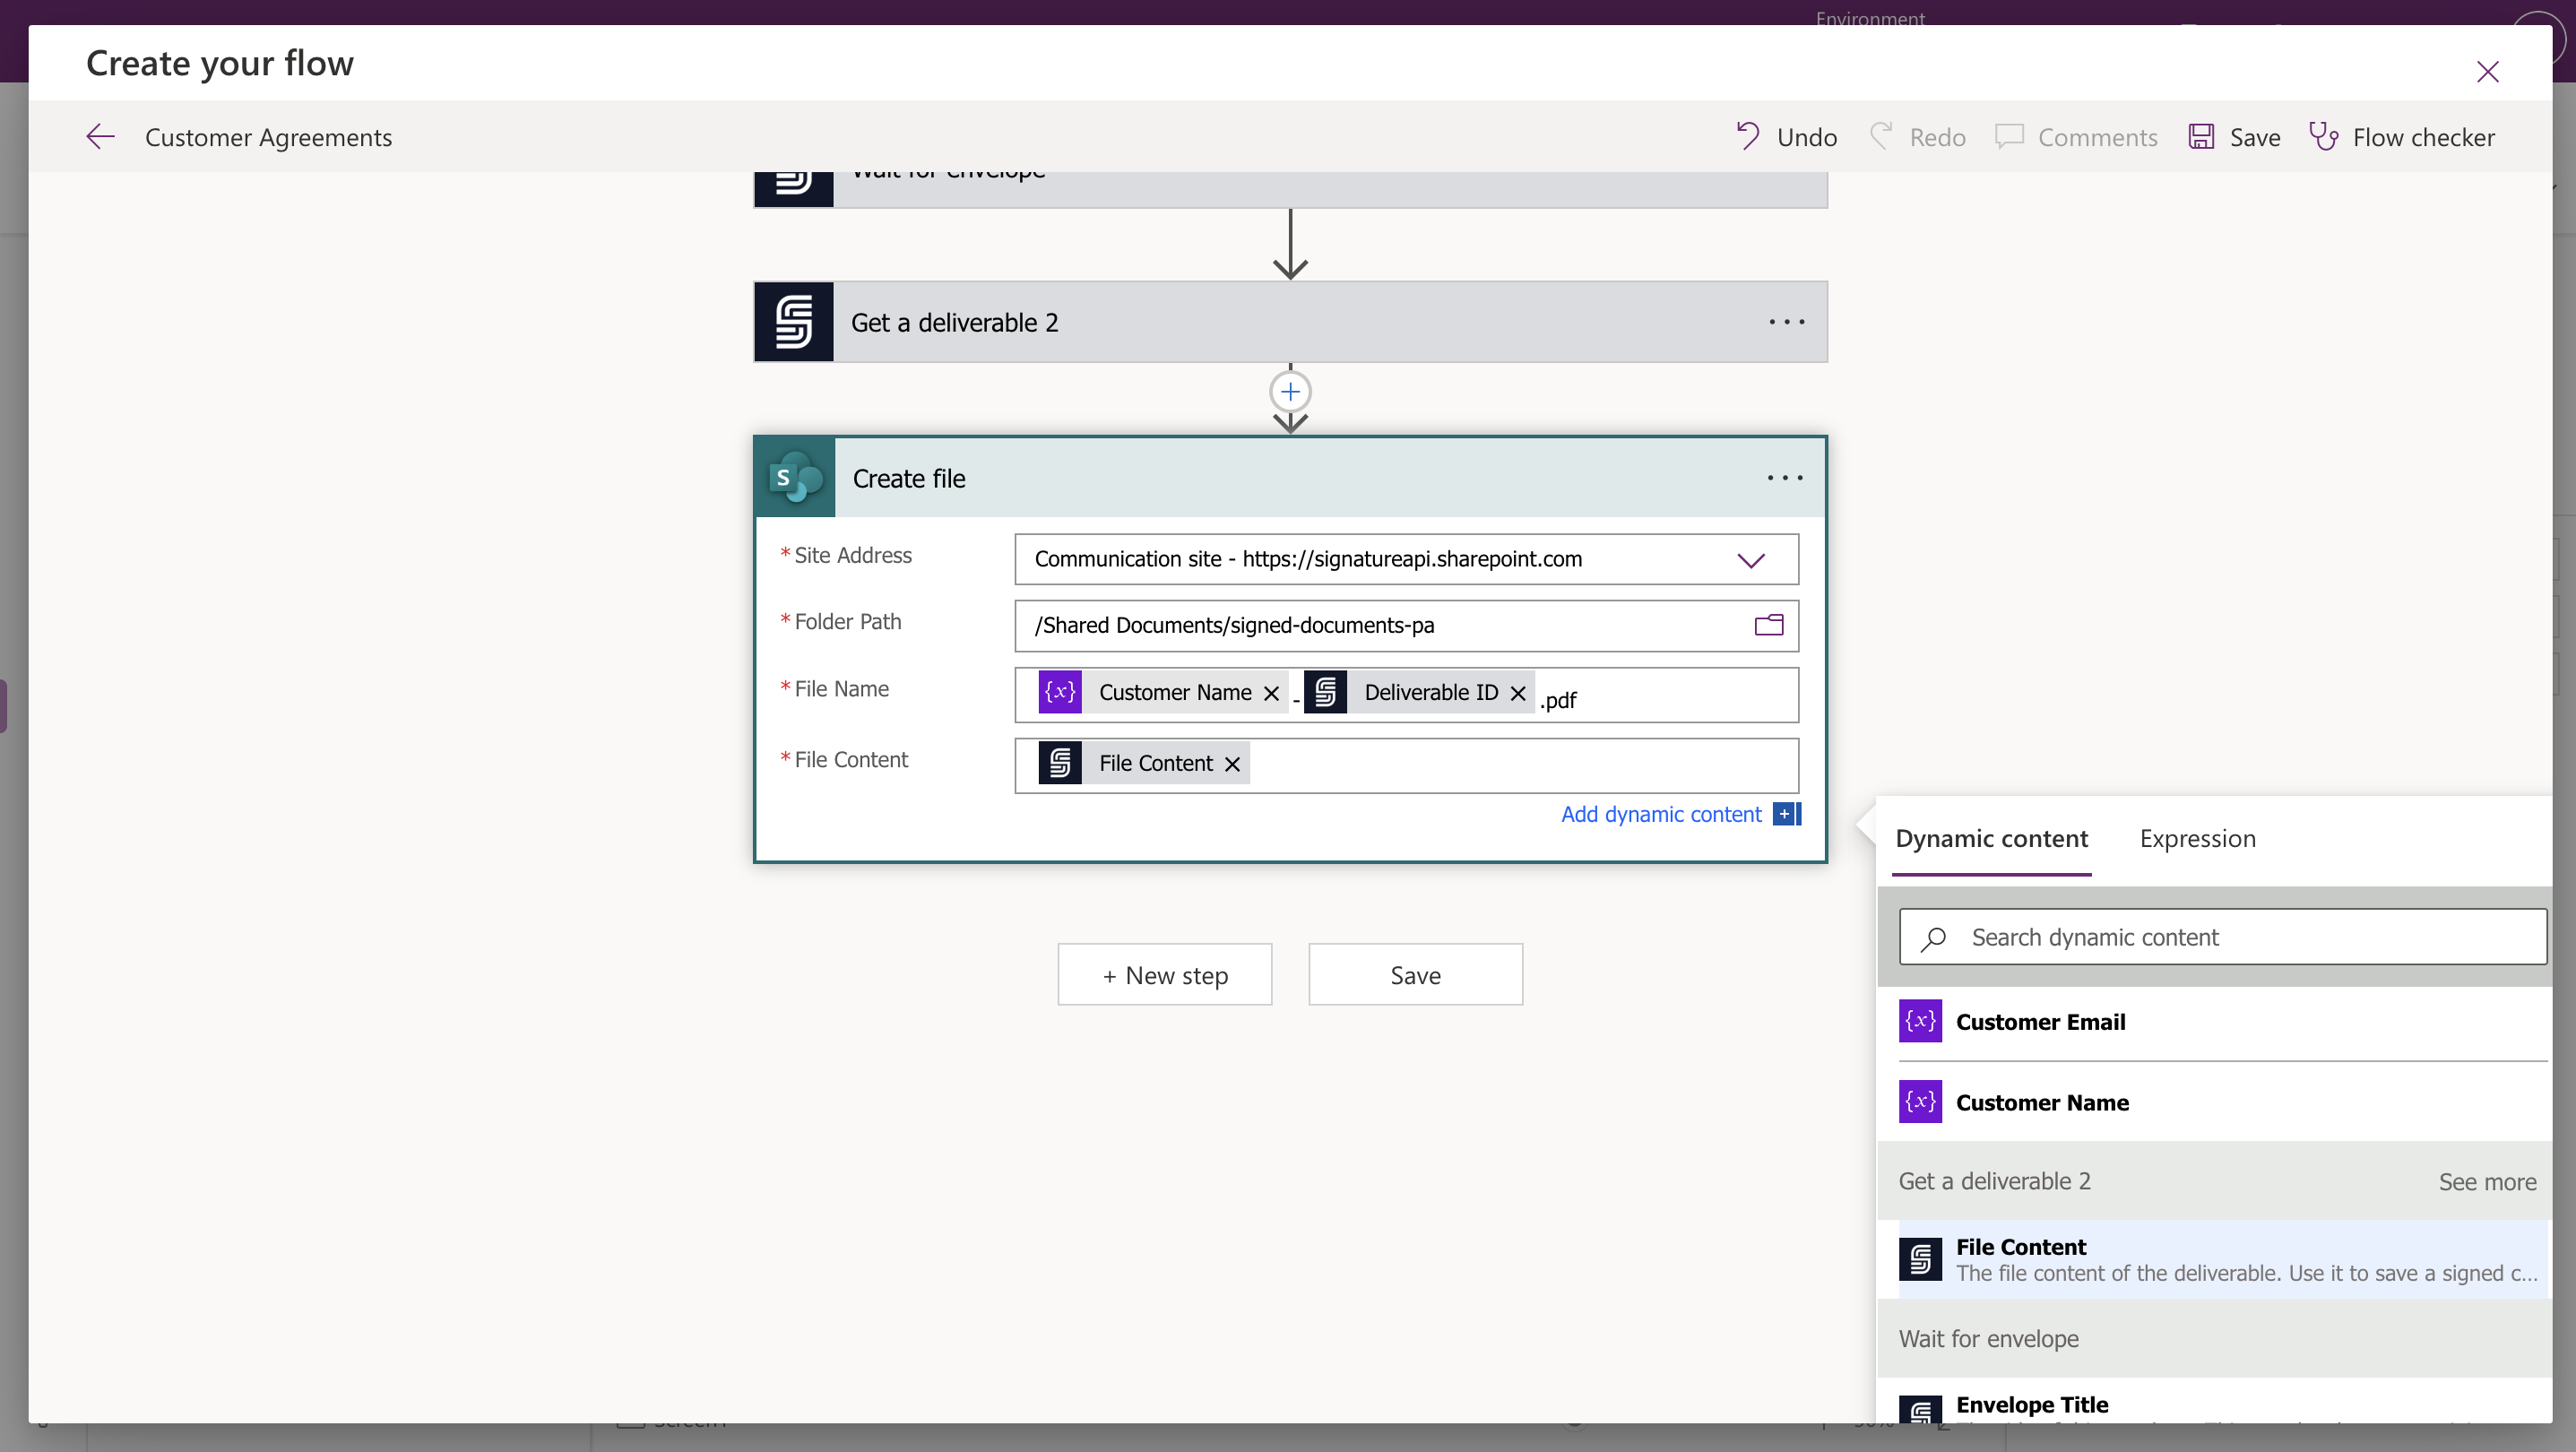 Environment
Create your flow
Customer Agreements
Undo
Redo
Comments
Save
Flow checker
Wait for envelope
Get a deliverable 2
S
Create file
* Site Address
Communication site - https://signatureapi.sharepoint.com
* Folder Path
/Shared Documents/signed-documents-pa
* File Name
{x} Customer Name × - Deliverable ID × .pdf
* File Content
File Content ×
Add dynamic content
+ New step
Save
Dynamic content
Expression
Search dynamic content
{x} Customer Email
{x} Customer Name
Get a deliverable 2
See more
File Content
The file content of the deliverable. Use it to save a signed c...
Wait for envelope
Envelope Title